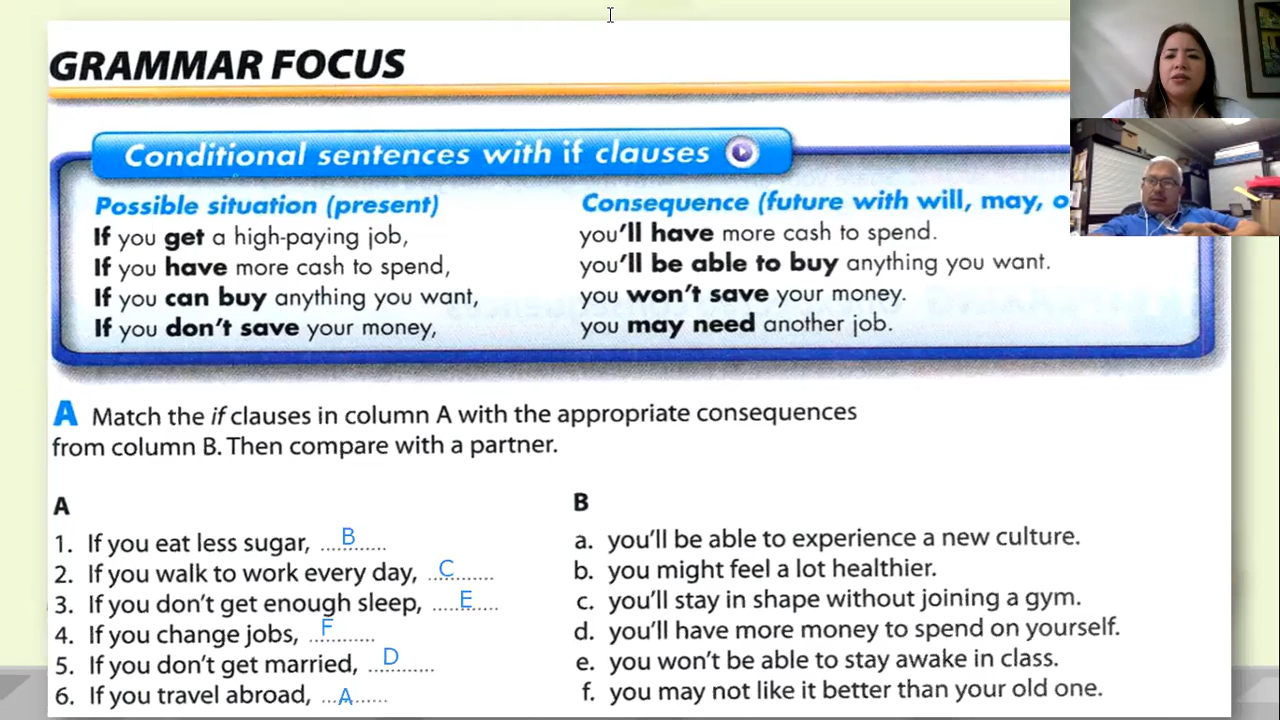 GRAMMAR FOCUS
Conditional sentences with if clauses
Possible situation (present)
Consequence (future with will, may, o
If you get a high-paying job,
you'll have more cash to spend.
If you have more cash to spend,
you'll be able to buy anything you want.
If you can buy anything you want,
you won't save your money.
If you don't save your money,
you may need another job.
A Match the if clauses in column A with the appropriate consequences
from column B. Then compare with a partner.
A
1. If you eat less sugar, ...B.......
2. If you walk to work every day, ..C.......
3. If you don't get enough sleep, .....E....
4. If you change jobs, ..F........
5. If you don't get married, ...D.......
6. If you travel abroad, ...A......
B
a. you'll be able to experience a new culture.
b. you might feel a lot healthier.
c. you'll stay in shape without joining a gym.
d. you'll have more money to spend on yourself.
e. you won't be able to stay awake in class.
f. you may not like it better than your old one.